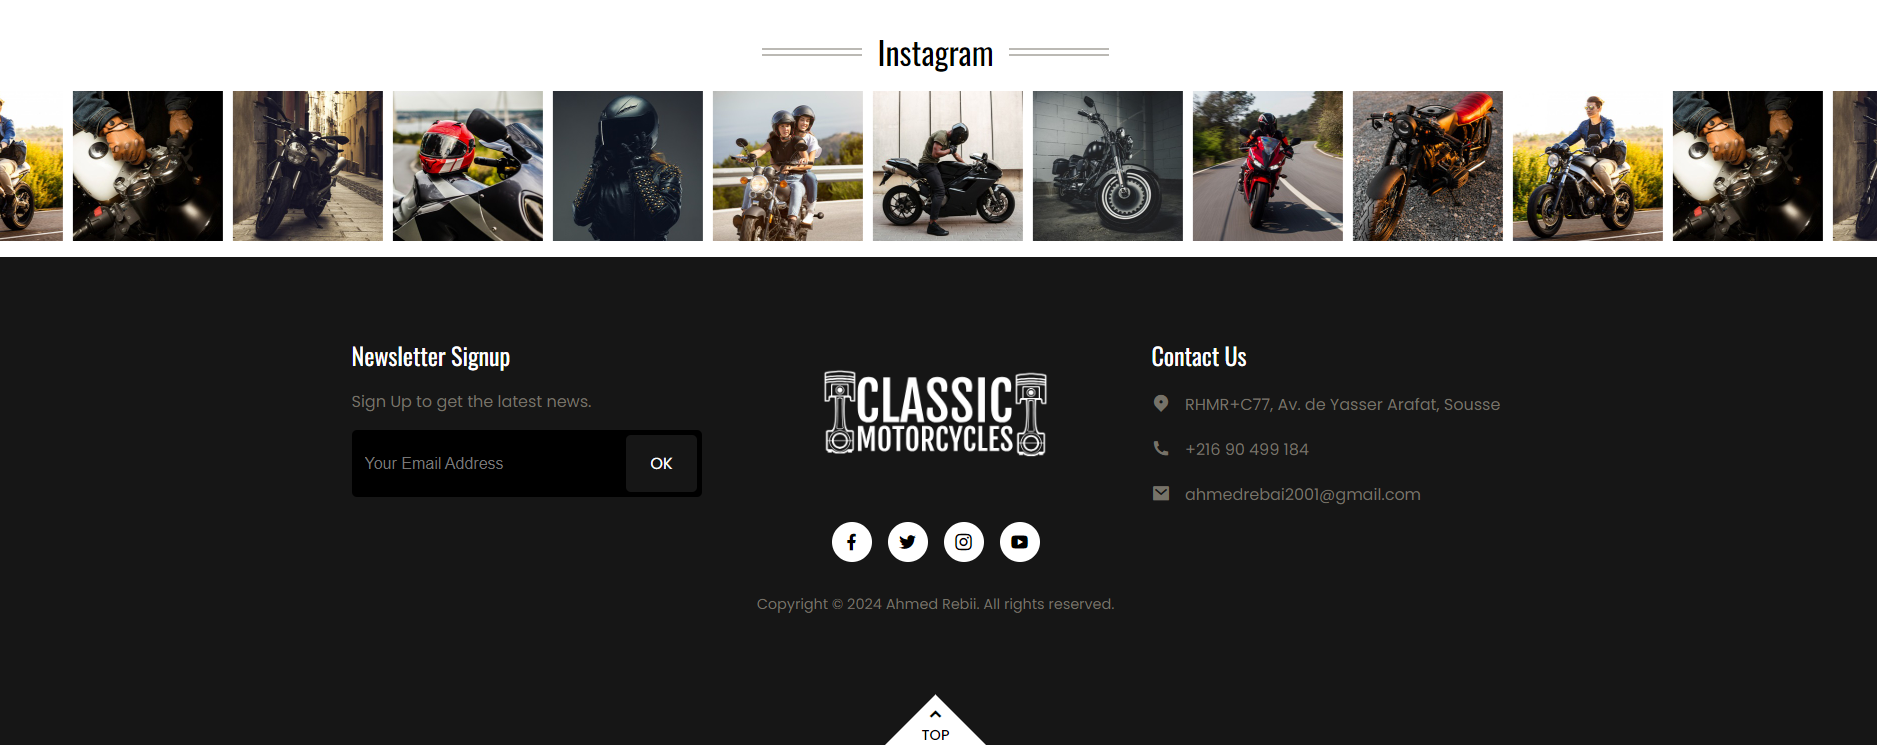 Instagram
Newsletter Signup
Sign Up to get the latest news.
Your Email Address
OK
CLASSIC
MOTORCYCLES
Copyright © 2024 Ahmed Rebii. All rights reserved.
Contact Us
RHMR+C77, Av. de Yasser Arafat, Sousse
+216 90 499 184
ahmedrebai2001@gmail.com
TOP